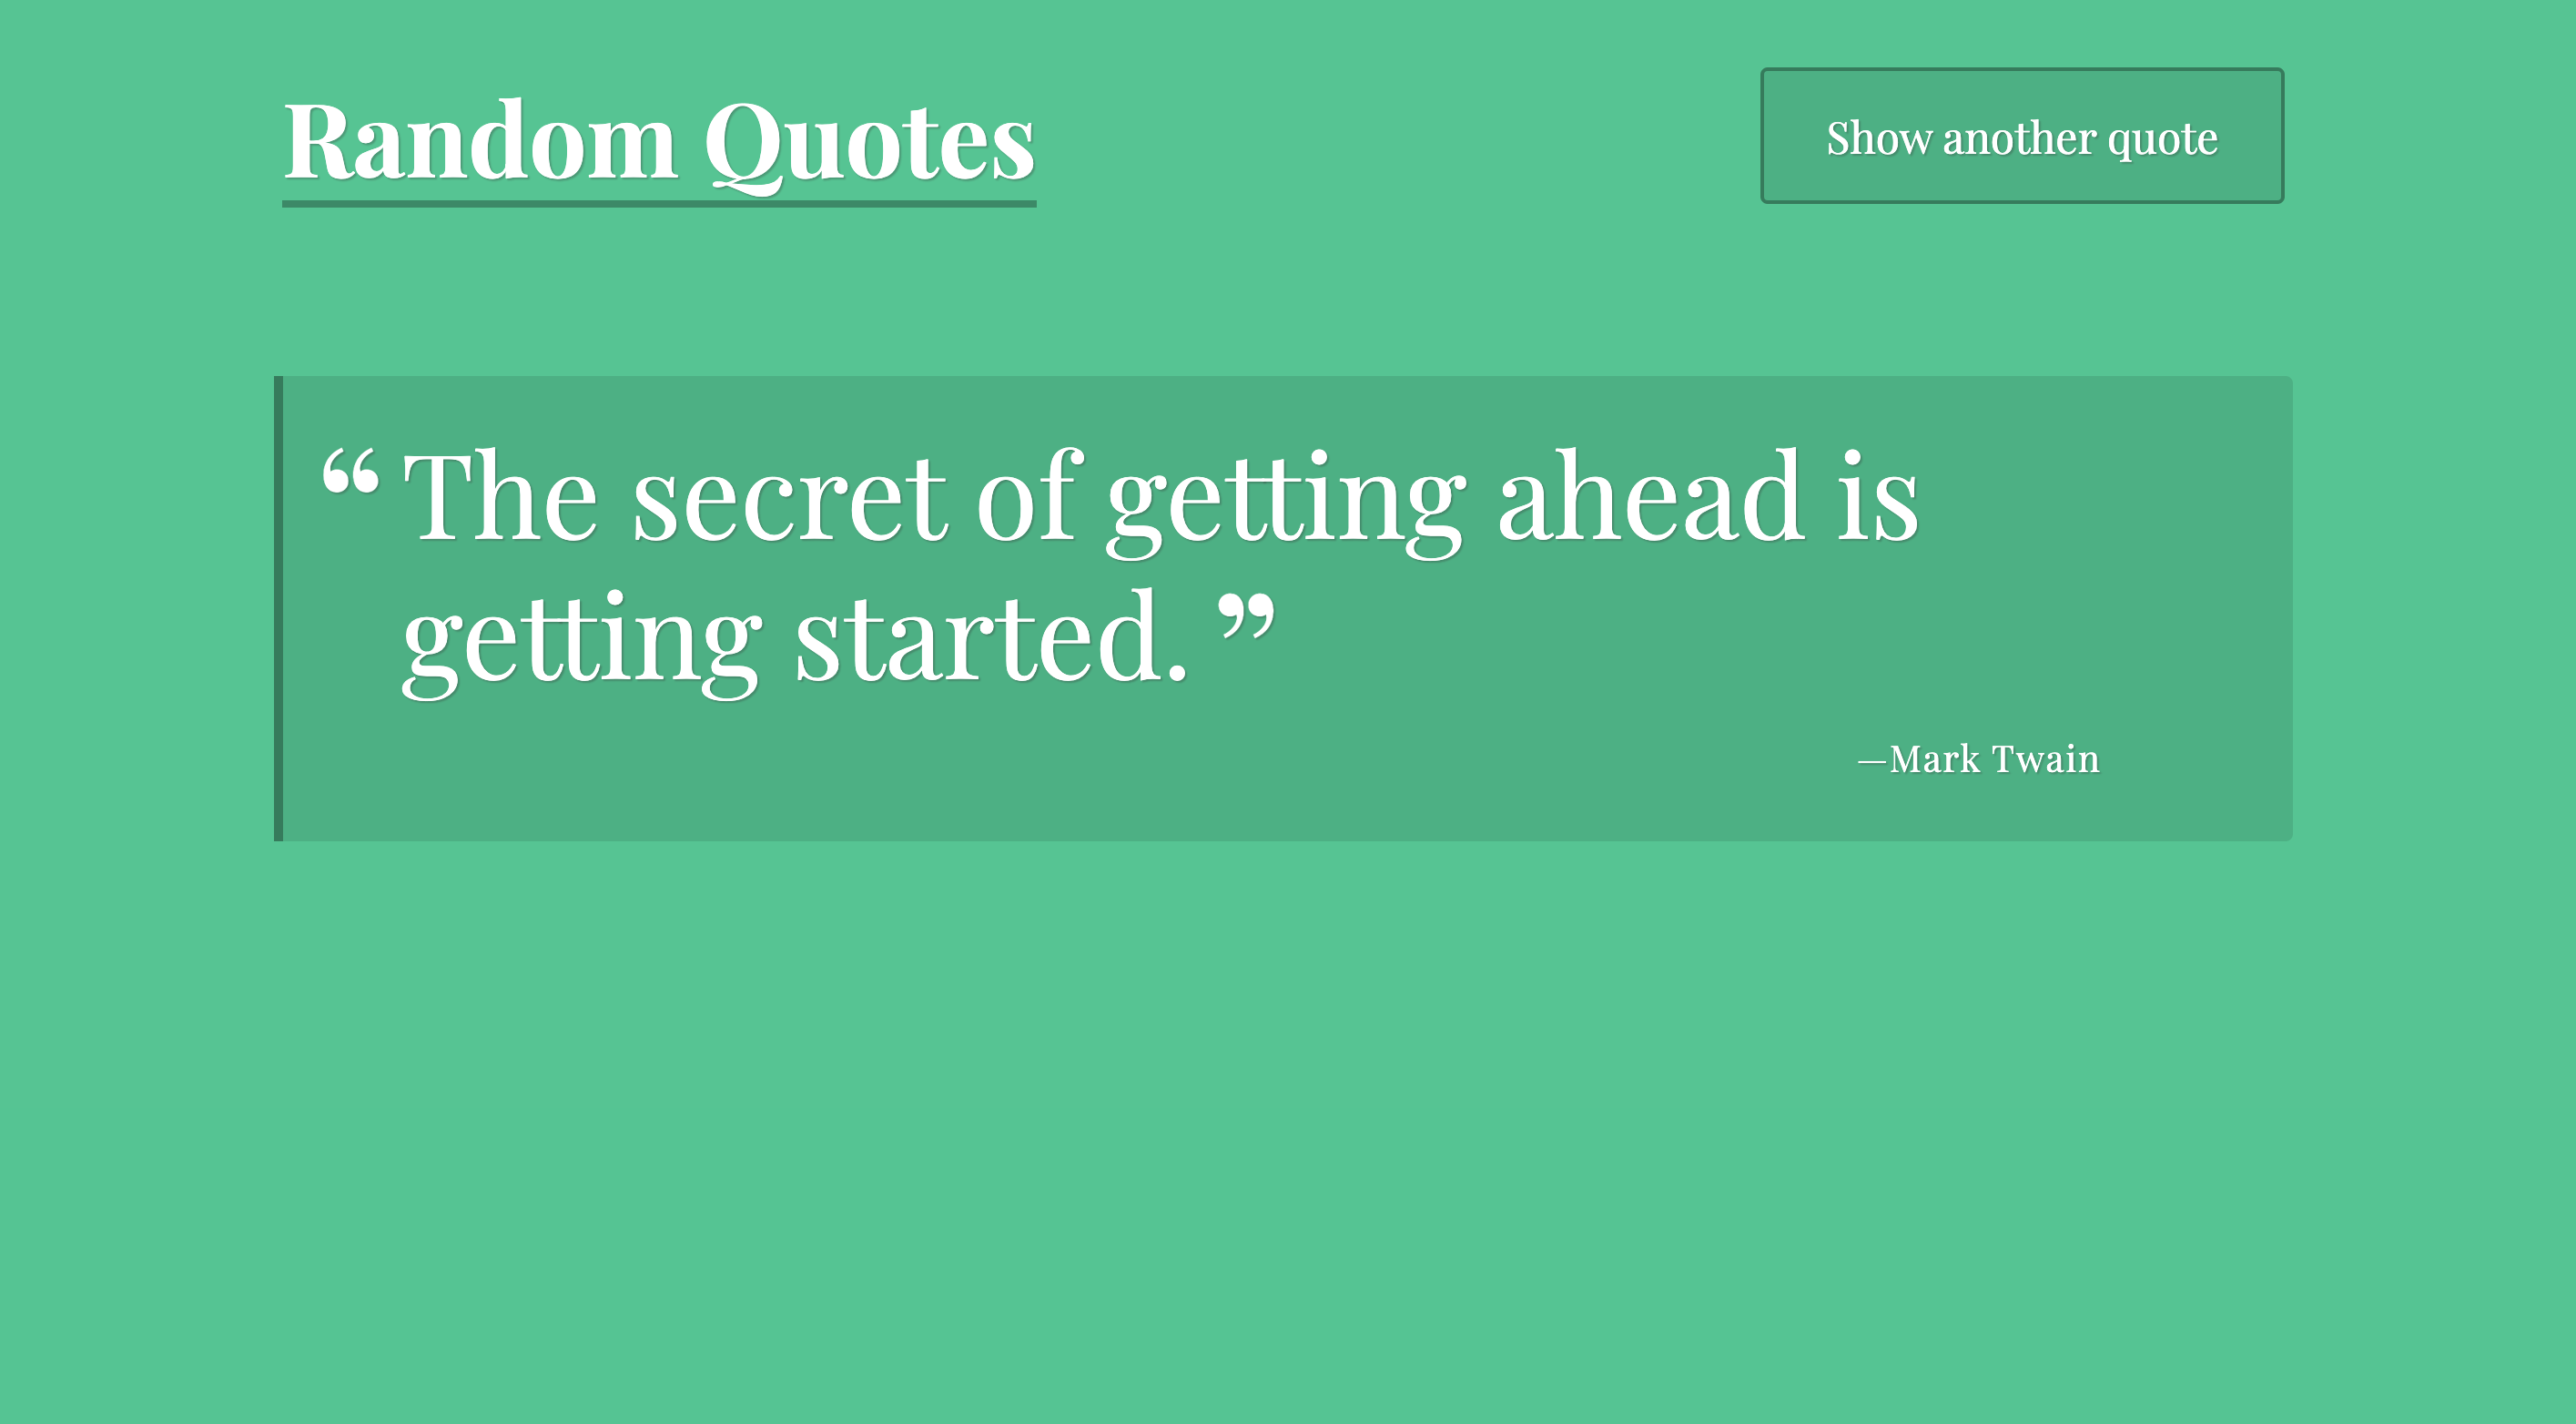 Random Quotes
Show another quote
“ The secret of getting ahead is
getting started. ”
—Mark Twain